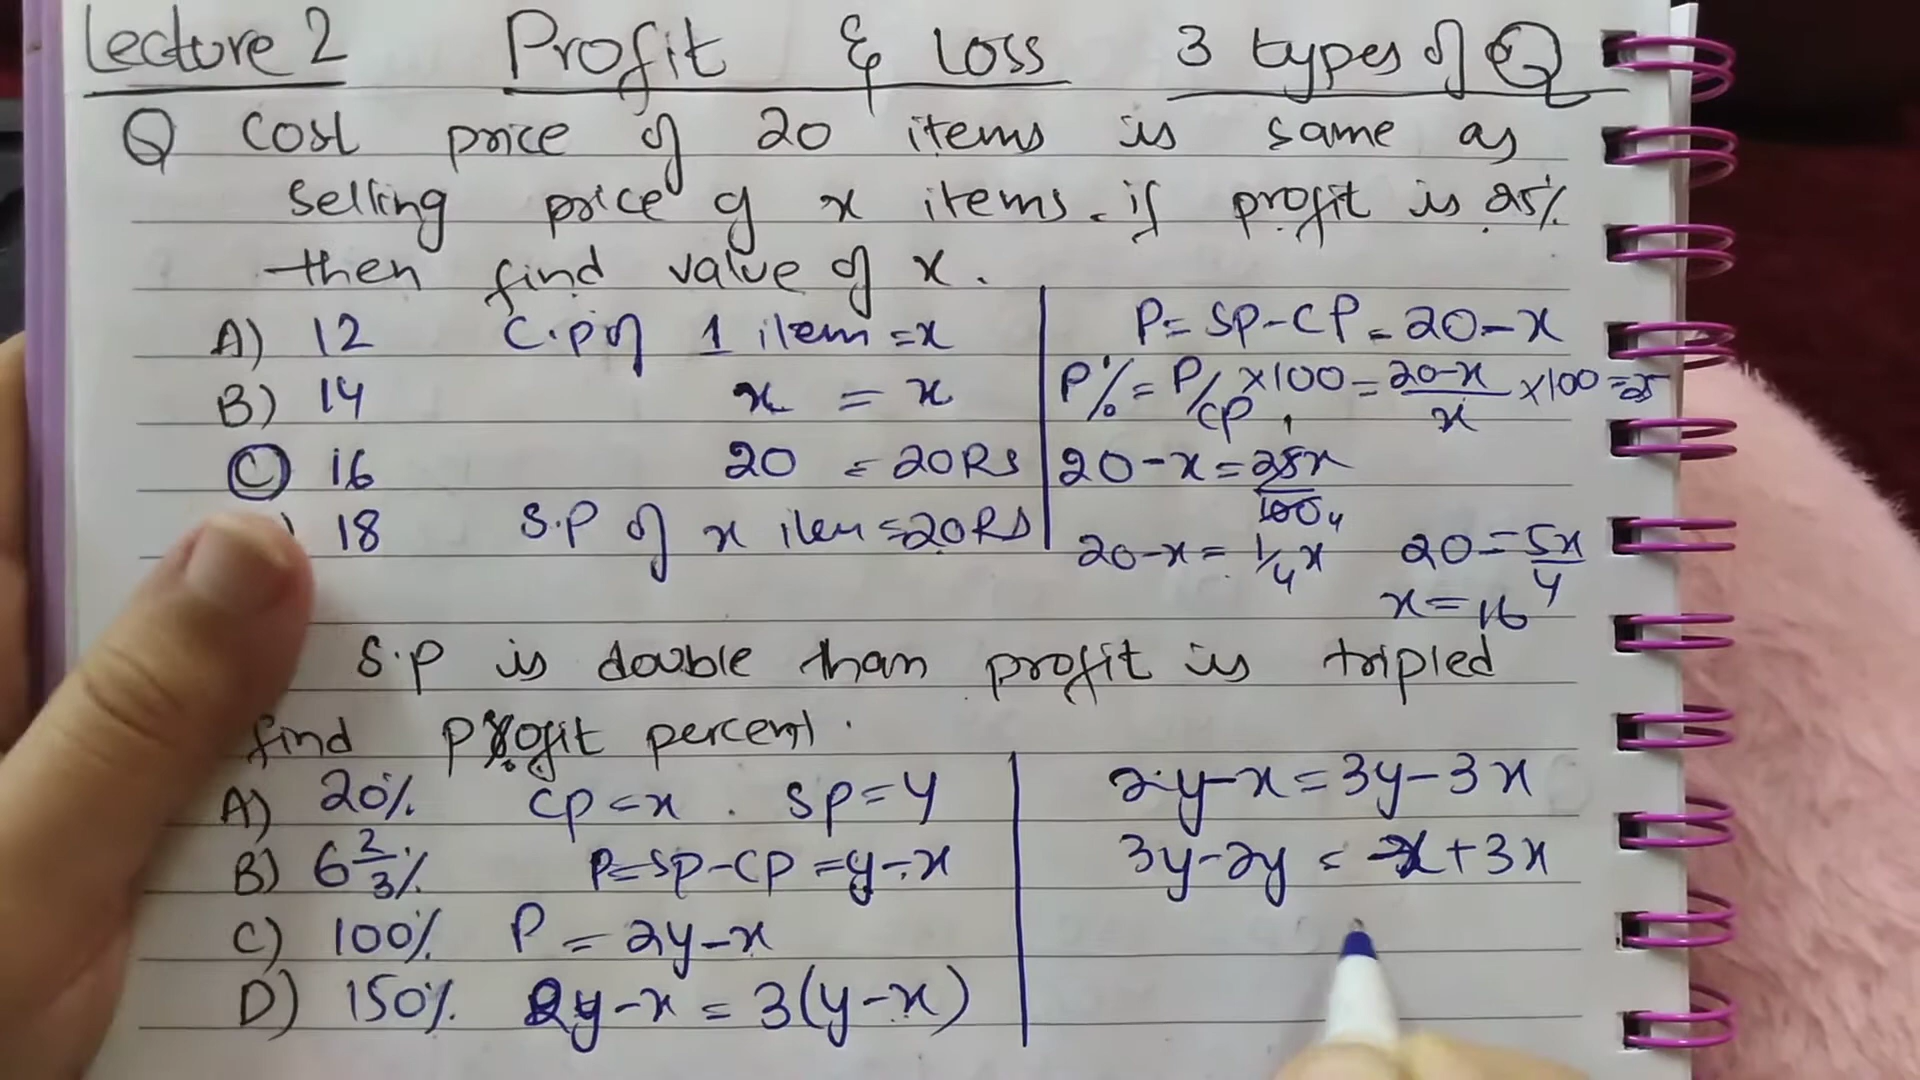 Lecture 2 Profit & Loss 3 types of Q
Q Cost price of 20 items is same as
selling price of x items. if profit is 25%
then find value of x.
A) 12
B) 14
C) 16
) 18
C.P of 1 item = x
x = x
20 = 20Rs
S.P of x item = 20Rs
P = SP - CP = 20 - x
P% = P/CP × 100 = 20-x/x × 100 = 25
20 - x = 25x/100 4
20 - x = 1/4 x 20 = 5x/4
x = 16
S.P is double than profit is tripled
find profit percent.
A) 20%
B) 6 2/3 %
C) 100%
D) 150%
CP = x . SP = y
P = SP - CP = y - x
P = 2y - x
2y - x = 3(y - x)
2y - x = 3y - 3x
3y - 2y = -x + 3x